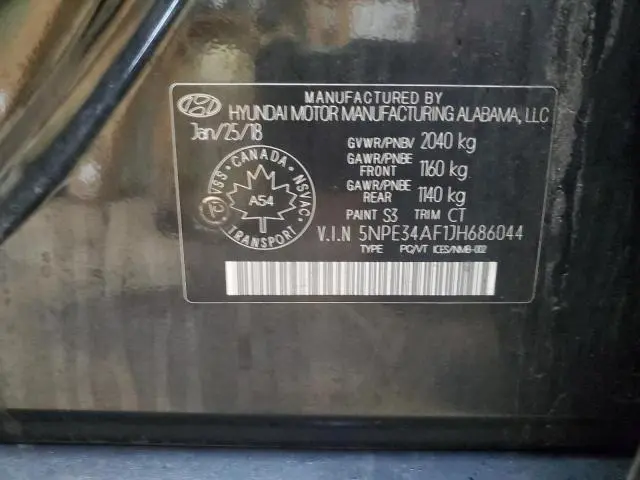 MANUFACTURED BY
HYUNDAI MOTOR MANUFACTURING ALABAMA, LLC
Jan/25/18
GVWR/PNBV 2040 kg
GAWR/PNBE
FRONT 1160 kg
GAWR/PNBE
REAR 1140 kg
PAINT S3 TRIM CT
V.I.N 5NPE34AF1JH686044
TYPE PC/VT ICES/NMB-002
CANADA
NSVAC
TRANSPORT
VSS
A54